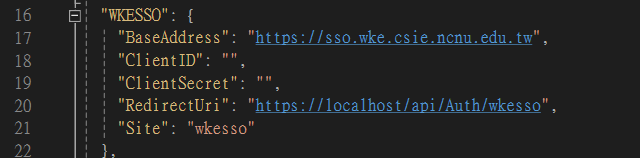 16 "WKESSO": {
17 "BaseAddress": "https://sso.wke.csie.ncnu.edu.tw",
18 "ClientID": "",
19 "ClientSecret": "",
20 "RedirectUri": "https://localhost/api/Auth/wkesso",
21 "Site": "wkesso"
22 },